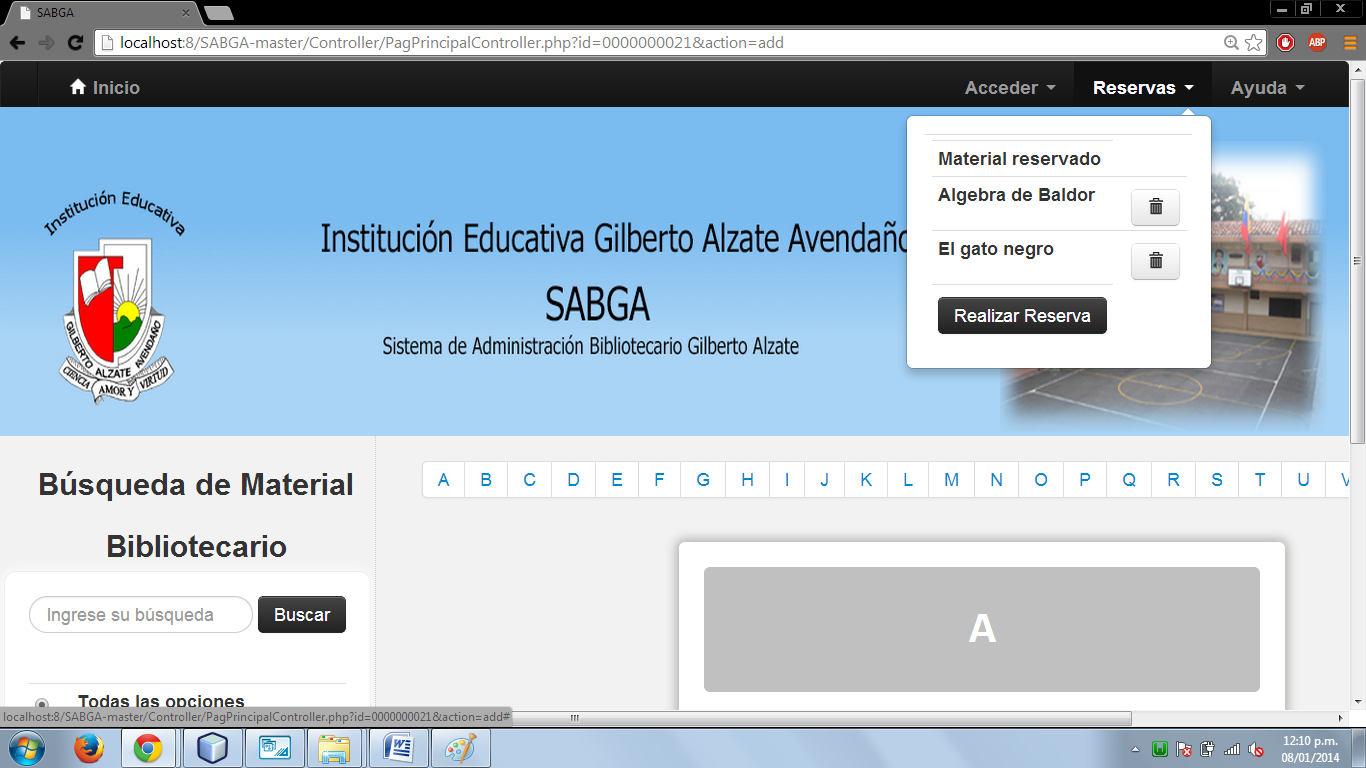 SABGA
localhost:8/SABGA-master/Controller/PagPrincipalController.php?id=0000000021&action=add
ABP
Inicio
Acceder
Reservas
Ayuda
Material reservado
Algebra de Baldor
El gato negro
Realizar Reserva
Institución Educativa
GILBERTO ALZATE AVENDAÑO
CIENCIA AMOR Y VIRTUD
Institución Educativa Gilberto Alzate Avendaño
SABGA
Sistema de Administración Bibliotecario Gilberto Alzate
Búsqueda de Material
Bibliotecario
Ingrese su búsqueda
Buscar
Todas las opciones
A B C D E F G H I J K L M N O P Q R S T U V
A
localhost:8/SABGA-master/Controller/PagPrincipalController.php?id=0000000021&action=add#
12:10 p.m.
08/01/2014